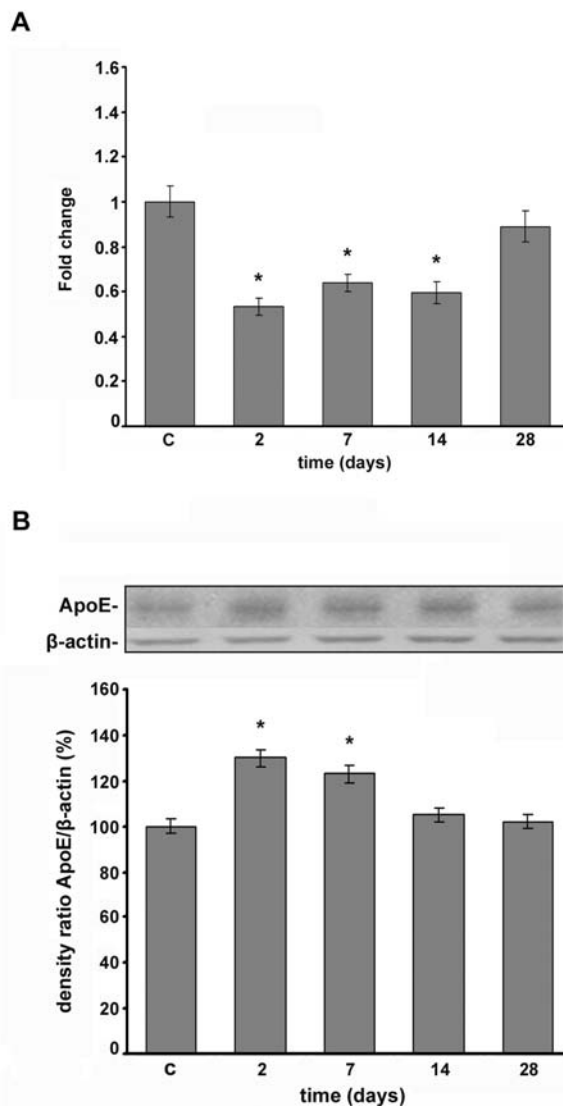 A
1.6
1.4
1.2
1
0.8
0.6
0.4
0.2
0
Fold change
*
*
*
C 2 7 14 28
time (days)
B
ApoE-
β-actin-
160
140
120
100
80
60
40
20
0
density ratio ApoE/β-actin (%)
*
*
C 2 7 14 28
time (days)